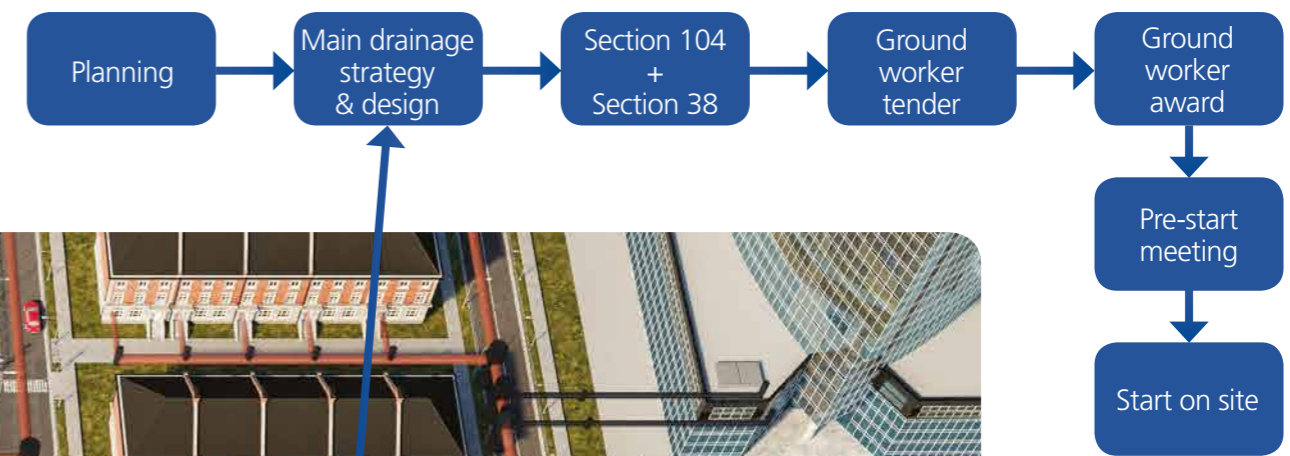 Planning
Main drainage
strategy
& design
Section 104
+
Section 38
Ground
worker
tender
Ground
worker
award
Pre-start
meeting
Start on site